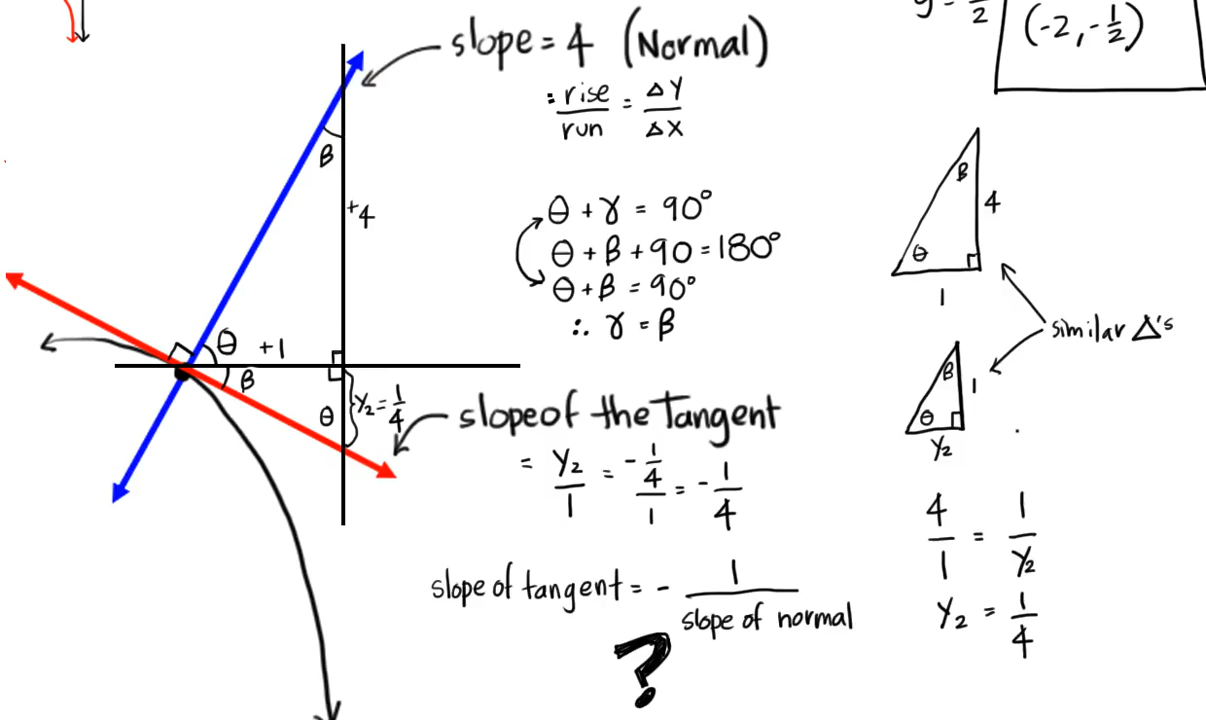 slope = 4 (Normal)
= rise/run = ΔY/ΔX
θ + γ = 90°
θ + β + 90 = 180°
θ + β = 90°
∴ γ = β
β
+4
θ +1
β
θ
Y₂ = 1/4
slope of the Tangent
= Y₂/1 = (-1/4)/1 = -1/4
slope of tangent = - 1/slope of normal
?
2
(-2, -1/2)
β
4
θ
1
similar Δ's
β
1
θ
Y₂
4/1 = 1/Y₂
Y₂ = 1/4